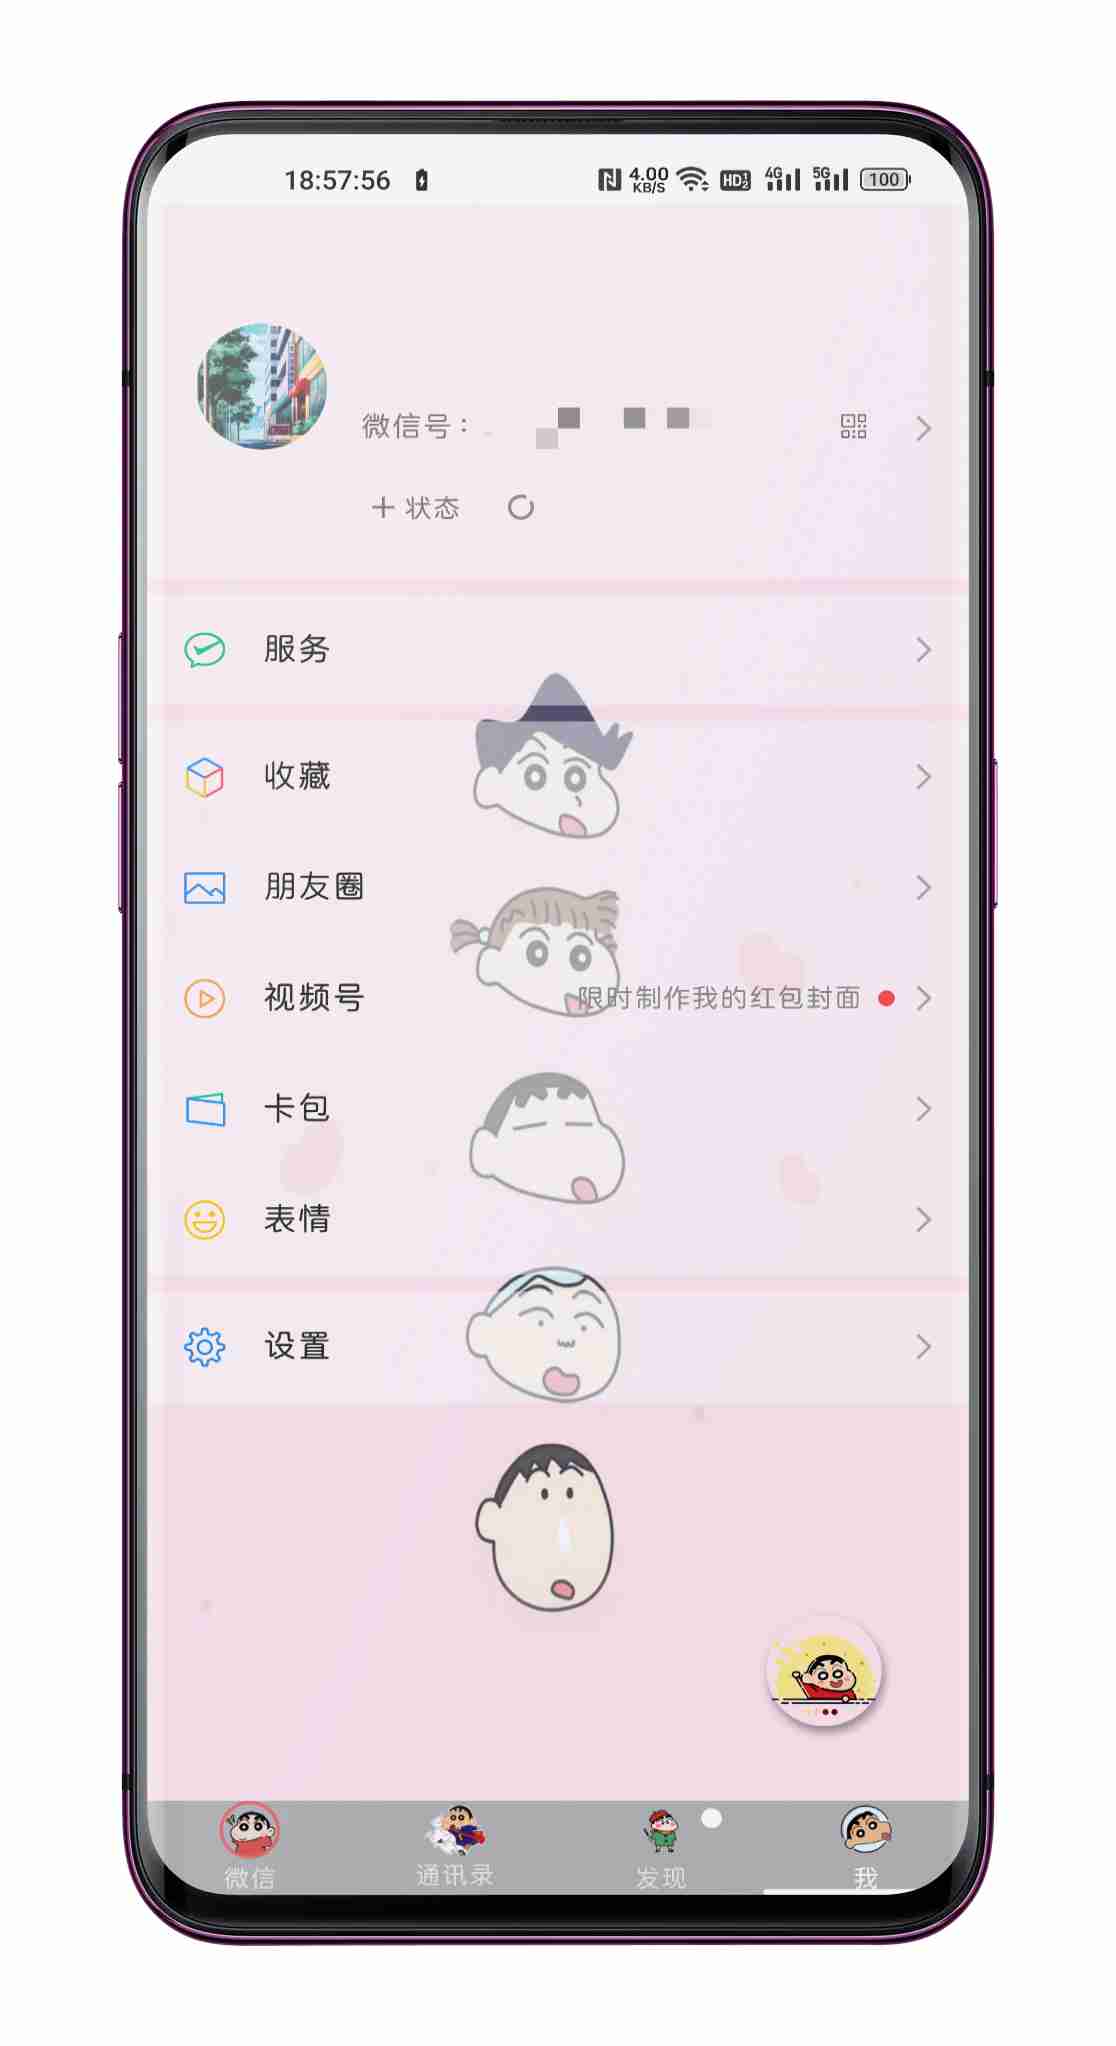 18:57:56 4.00 KB/S HD 1 2 4G 5G 100
微信号：
+ 状态
服务
收藏
朋友圈
视频号 限时制作我的红包封面
卡包
表情
设置
微信 通讯录 发现 我